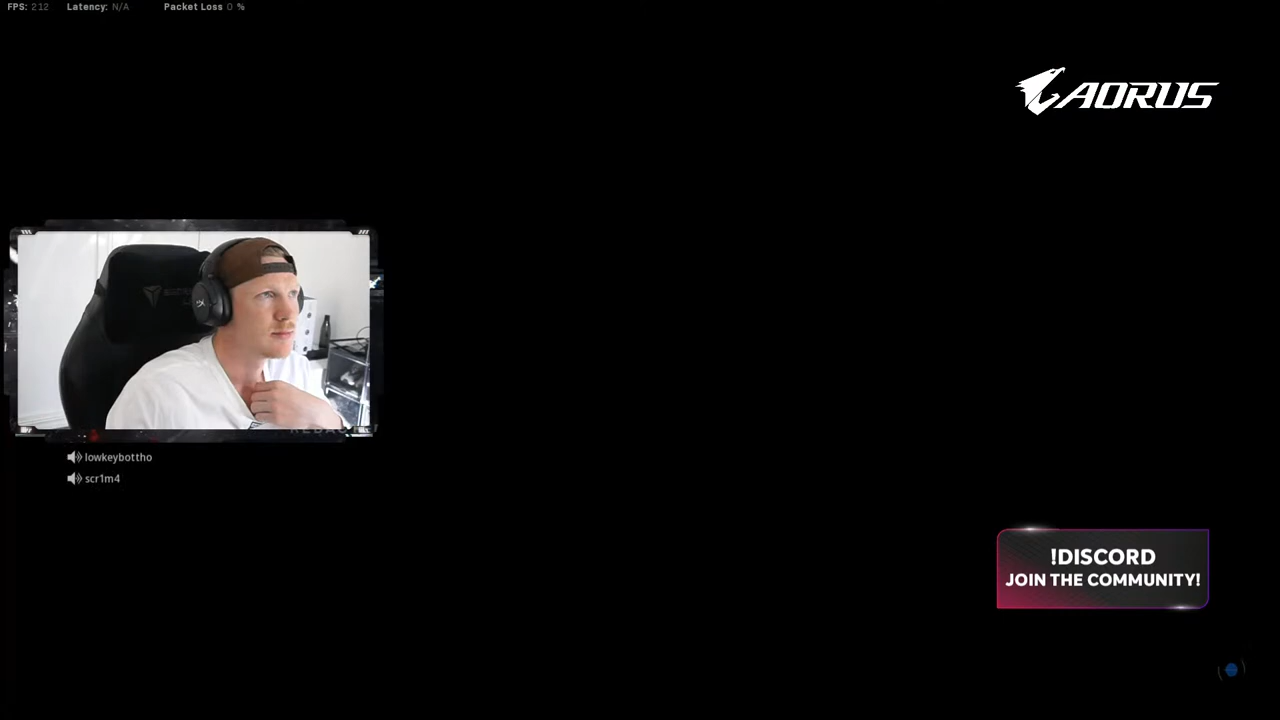 FPS: 212 Latency: N/A Packet Loss 0 %
AORUS
lowkeybottho
scr1m4
!DISCORD
JOIN THE COMMUNITY!